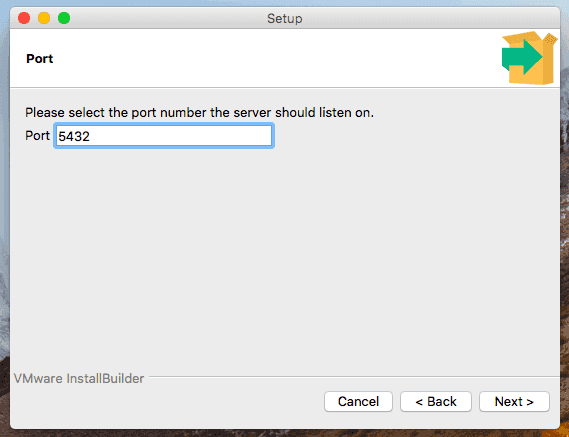 Setup
Port
Please select the port number the server should listen on.
Port 5432
VMware InstallBuilder
Cancel < Back Next >